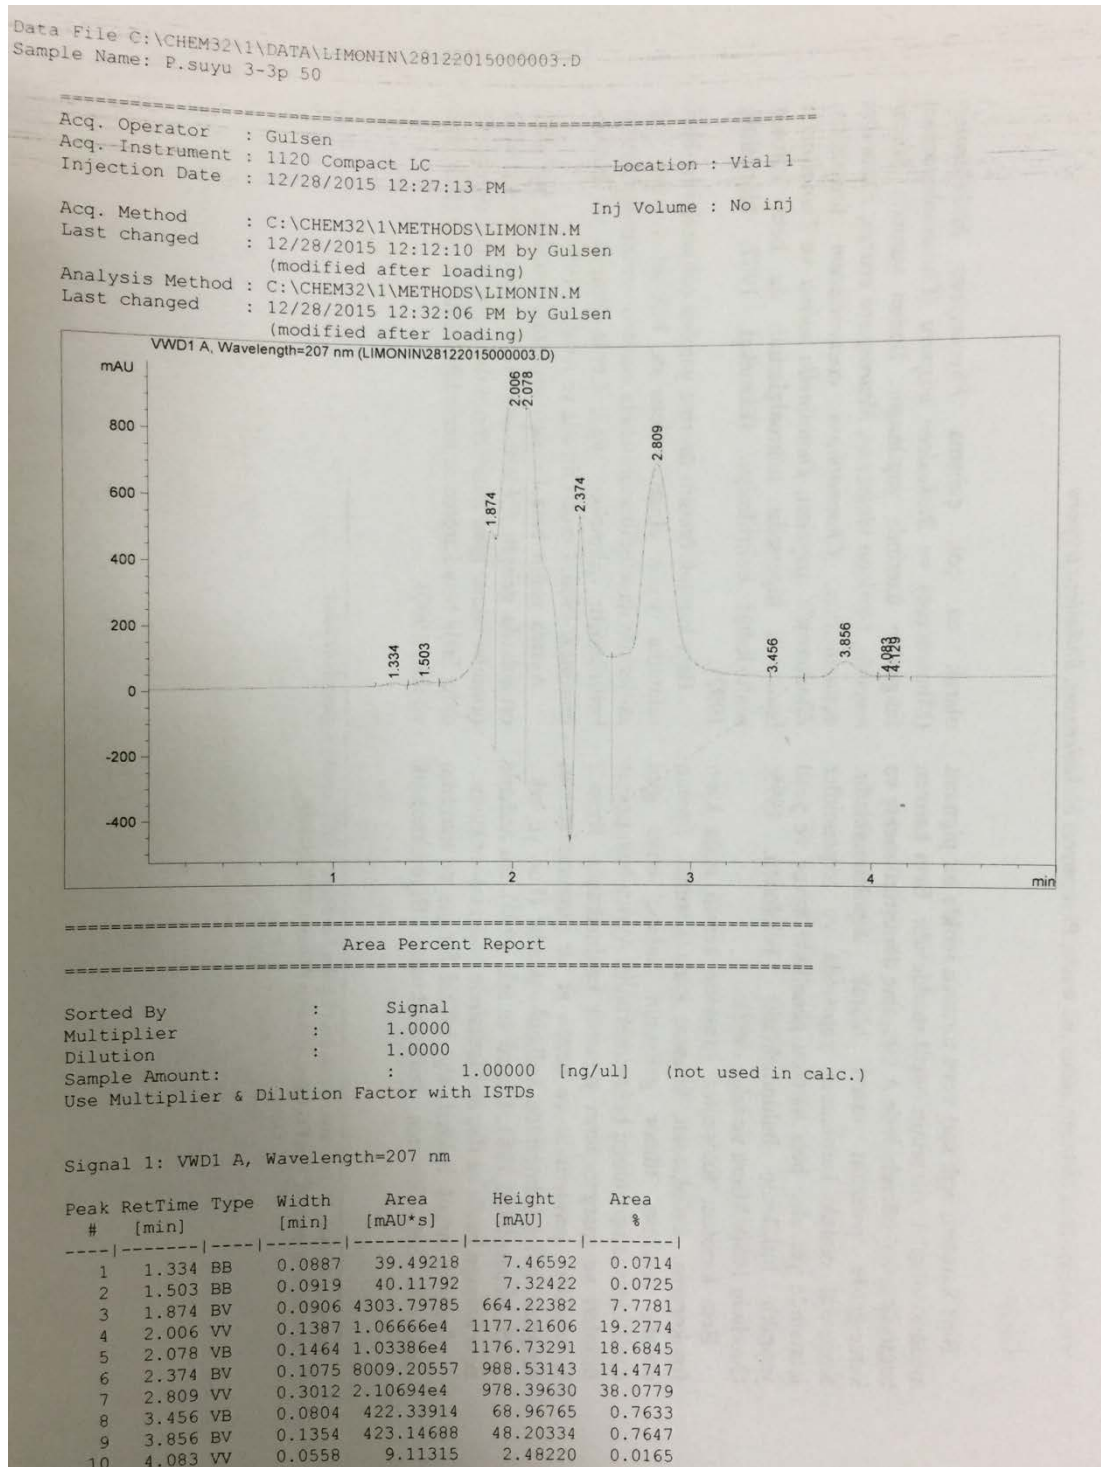 Data File C:\CHEM32\1\DATA\LIMONIN\28122015000003.D
Sample Name: P.suyu 3-3p 50
=====================================================================
Acq. Operator : Gulsen
Acq. Instrument : 1120 Compact LC Location : Vial 1
Injection Date : 12/28/2015 12:27:13 PM
Inj Volume : No inj
Acq. Method : C:\CHEM32\1\METHODS\LIMONIN.M
Last changed : 12/28/2015 12:12:10 PM by Gulsen
(modified after loading)
Analysis Method : C:\CHEM32\1\METHODS\LIMONIN.M
Last changed : 12/28/2015 12:32:06 PM by Gulsen
(modified after loading)
VWD1 A, Wavelength=207 nm (LIMONIN\28122015000003.D)
mAU
2.006
2.078
800
2.809
600
2.374
1.874
400
200
1.334
1.503
3.456
3.856
4.083
4.129
0
-200
-400
1 2 3 4 min
=====================================================================
Area Percent Report
=====================================================================
Sorted By : Signal
Multiplier : 1.0000
Dilution : 1.0000
Sample Amount: : 1.00000 [ng/ul] (not used in calc.)
Use Multiplier & Dilution Factor with ISTDs
Signal 1: VWD1 A, Wavelength=207 nm
Peak RetTime Type Width Area Height Area
# [min] [min] [mAU*s] [mAU] %
----|-------|----|-------|----------|----------|--------|
1 1.334 BB 0.0887 39.49218 7.46592 0.0714
2 1.503 BB 0.0919 40.11792 7.32422 0.0725
3 1.874 BV 0.0906 4303.79785 664.22382 7.7781
4 2.006 VV 0.1387 1.06666e4 1177.21606 19.2774
5 2.078 VB 0.1464 1.03386e4 1176.73291 18.6845
6 2.374 BV 0.1075 8009.20557 988.53143 14.4747
7 2.809 VV 0.3012 2.10694e4 978.39630 38.0779
8 3.456 VB 0.0804 422.33914 68.96765 0.7633
9 3.856 BV 0.1354 423.14688 48.20334 0.7647
10 4.083 VV 0.0558 9.11315 2.48220 0.0165